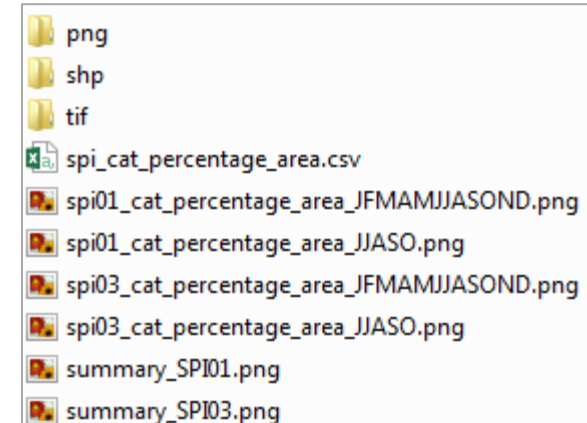 png
shp
tif
spi_cat_percentage_area.csv
spi01_cat_percentage_area_JFMAMJJASOND.png
spi01_cat_percentage_area_JJASO.png
spi03_cat_percentage_area_JFMAMJJASOND.png
spi03_cat_percentage_area_JJASO.png
summary_SPI01.png
summary_SPI03.png